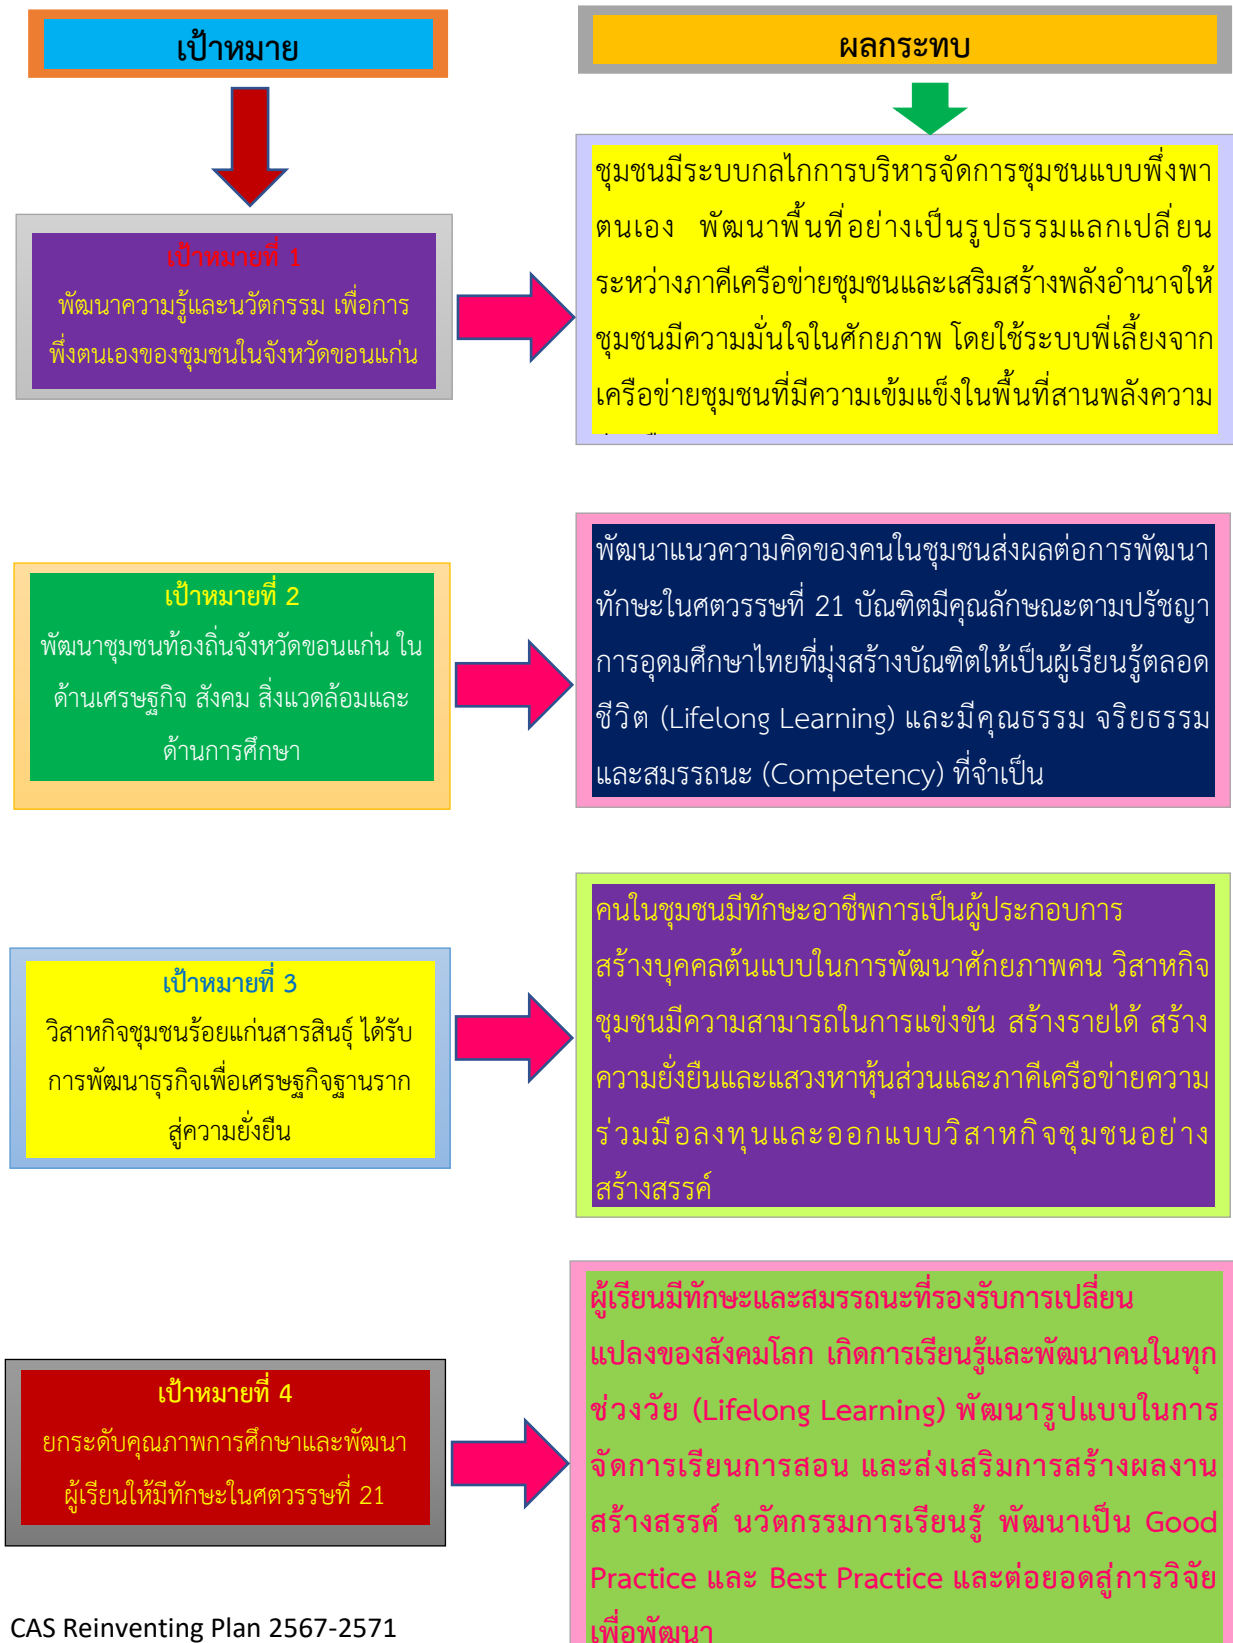 เป้าหมาย
ผลกระทบ
เป้าหมายที่ 1
พัฒนาความรู้และนวัตกรรม เพื่อการ
พึ่งตนเองของชุมชนในจังหวัดขอนแก่น
ชุมชนมีระบบกลไกการบริหารจัดการชุมชนแบบพึ่งพา
ตนเอง พัฒนาพื้นที่อย่างเป็นรูปธรรมแลกเปลี่ยน
ระหว่างภาคีเครือข่ายชุมชนและเสริมสร้างพลังอำนาจให้
ชุมชนมีความมั่นใจในศักยภาพ โดยใช้ระบบพี่เลี้ยงจาก
เครือข่ายชุมชนที่มีความเข้มแข็งในพื้นที่สานพลังความ
เป้าหมายที่ 2
พัฒนาชุมชนท้องถิ่นจังหวัดขอนแก่น ใน
ด้านเศรษฐกิจ สังคม สิ่งแวดล้อมและ
ด้านการศึกษา
พัฒนาแนวความคิดของคนในชุมชนส่งผลต่อการพัฒนา
ทักษะในศตวรรษที่ 21 บัณฑิตมีคุณลักษณะตามปรัชญา
การอุดมศึกษาไทยที่มุ่งสร้างบัณฑิตให้เป็นผู้เรียนรู้ตลอด
ชีวิต (Lifelong Learning) และมีคุณธรรม จริยธรรม
และสมรรถนะ (Competency) ที่จำเป็น
เป้าหมายที่ 3
วิสาหกิจชุมชนร้อยแก่นสารสินธุ์ ได้รับ
การพัฒนาธุรกิจเพื่อเศรษฐกิจฐานราก
สู่ความยั่งยืน
คนในชุมชนมีทักษะอาชีพการเป็นผู้ประกอบการ
สร้างบุคคลต้นแบบในการพัฒนาศักยภาพคน วิสาหกิจ
ชุมชนมีความสามารถในการแข่งขัน สร้างรายได้ สร้าง
ความยั่งยืนและแสวงหาหุ้นส่วนและภาคีเครือข่ายความ
ร่วมมือลงทุนและออกแบบวิสาหกิจชุมชนอย่าง
สร้างสรรค์
เป้าหมายที่ 4
ยกระดับคุณภาพการศึกษาและพัฒนา
ผู้เรียนให้มีทักษะในศตวรรษที่ 21
ผู้เรียนมีทักษะและสมรรถนะที่รองรับการเปลี่ยน
แปลงของสังคมโลก เกิดการเรียนรู้และพัฒนาคนในทุก
ช่วงวัย (Lifelong Learning) พัฒนารูปแบบในการ
จัดการเรียนการสอน และส่งเสริมการสร้างผลงาน
สร้างสรรค์ นวัตกรรมการเรียนรู้ พัฒนาเป็น Good
Practice และ Best Practice และต่อยอดสู่การวิจัย
เพื่อพัฒนา
CAS Reinventing Plan 2567-2571